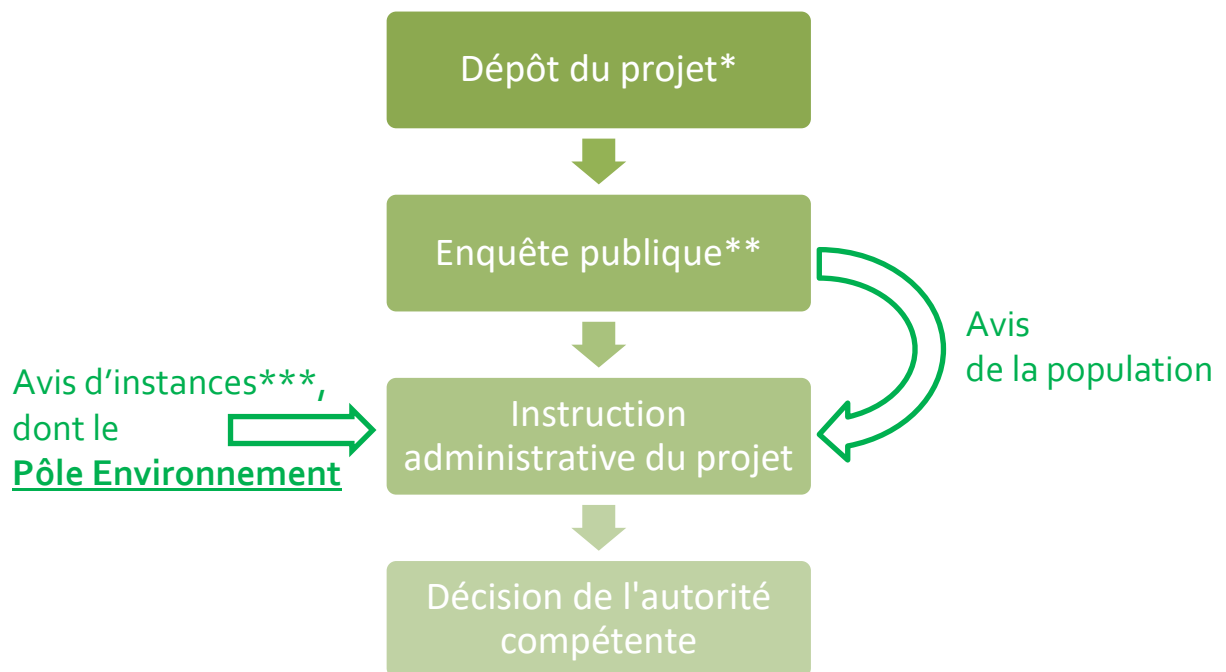 Dépôt du projet*
Enquête publique**
Avis
de la population
Avis d’instances***,
dont le
Pôle Environnement
Instruction
administrative du projet
Décision de l'autorité
compétente